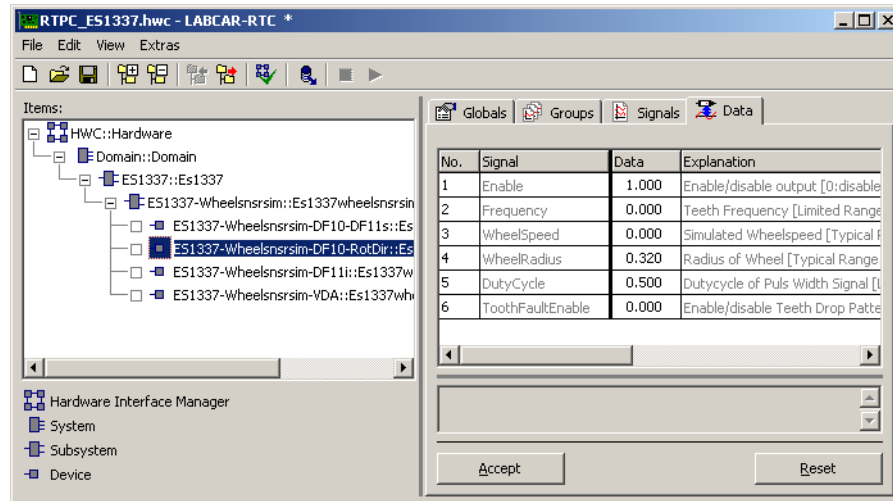 RTPC_ES1337.hwc - LABCAR-RTC *
File Edit View Extras
Items:
HWC::Hardware
Domain::Domain
ES1337::Es1337
ES1337-Wheelsnsrsim::Es1337wheelsnsrsin
ES1337-Wheelsnsrsim-DF10-DF11s::Es
ES1337-Wheelsnsrsim-DF10-RotDir::Es
ES1337-Wheelsnsrsim-DF11i::Es1337w
ES1337-Wheelsnsrsim-VDA::Es1337wh
Hardware Interface Manager
System
Subsystem
Device
Globals Groups Signals Data
No. Signal Data Explanation
1 Enable 1.000 Enable/disable output [0:disable
2 Frequency 0.000 Teeth Frequency [Limited Range
3 WheelSpeed 0.000 Simulated Wheelspeed [Typical
4 WheelRadius 0.320 Radius of Wheel [Typical Range
5 DutyCycle 0.500 Dutycycle of Puls Width Signal [L
6 ToothFaultEnable 0.000 Enable/disable Teeth Drop Patte
Accept Reset